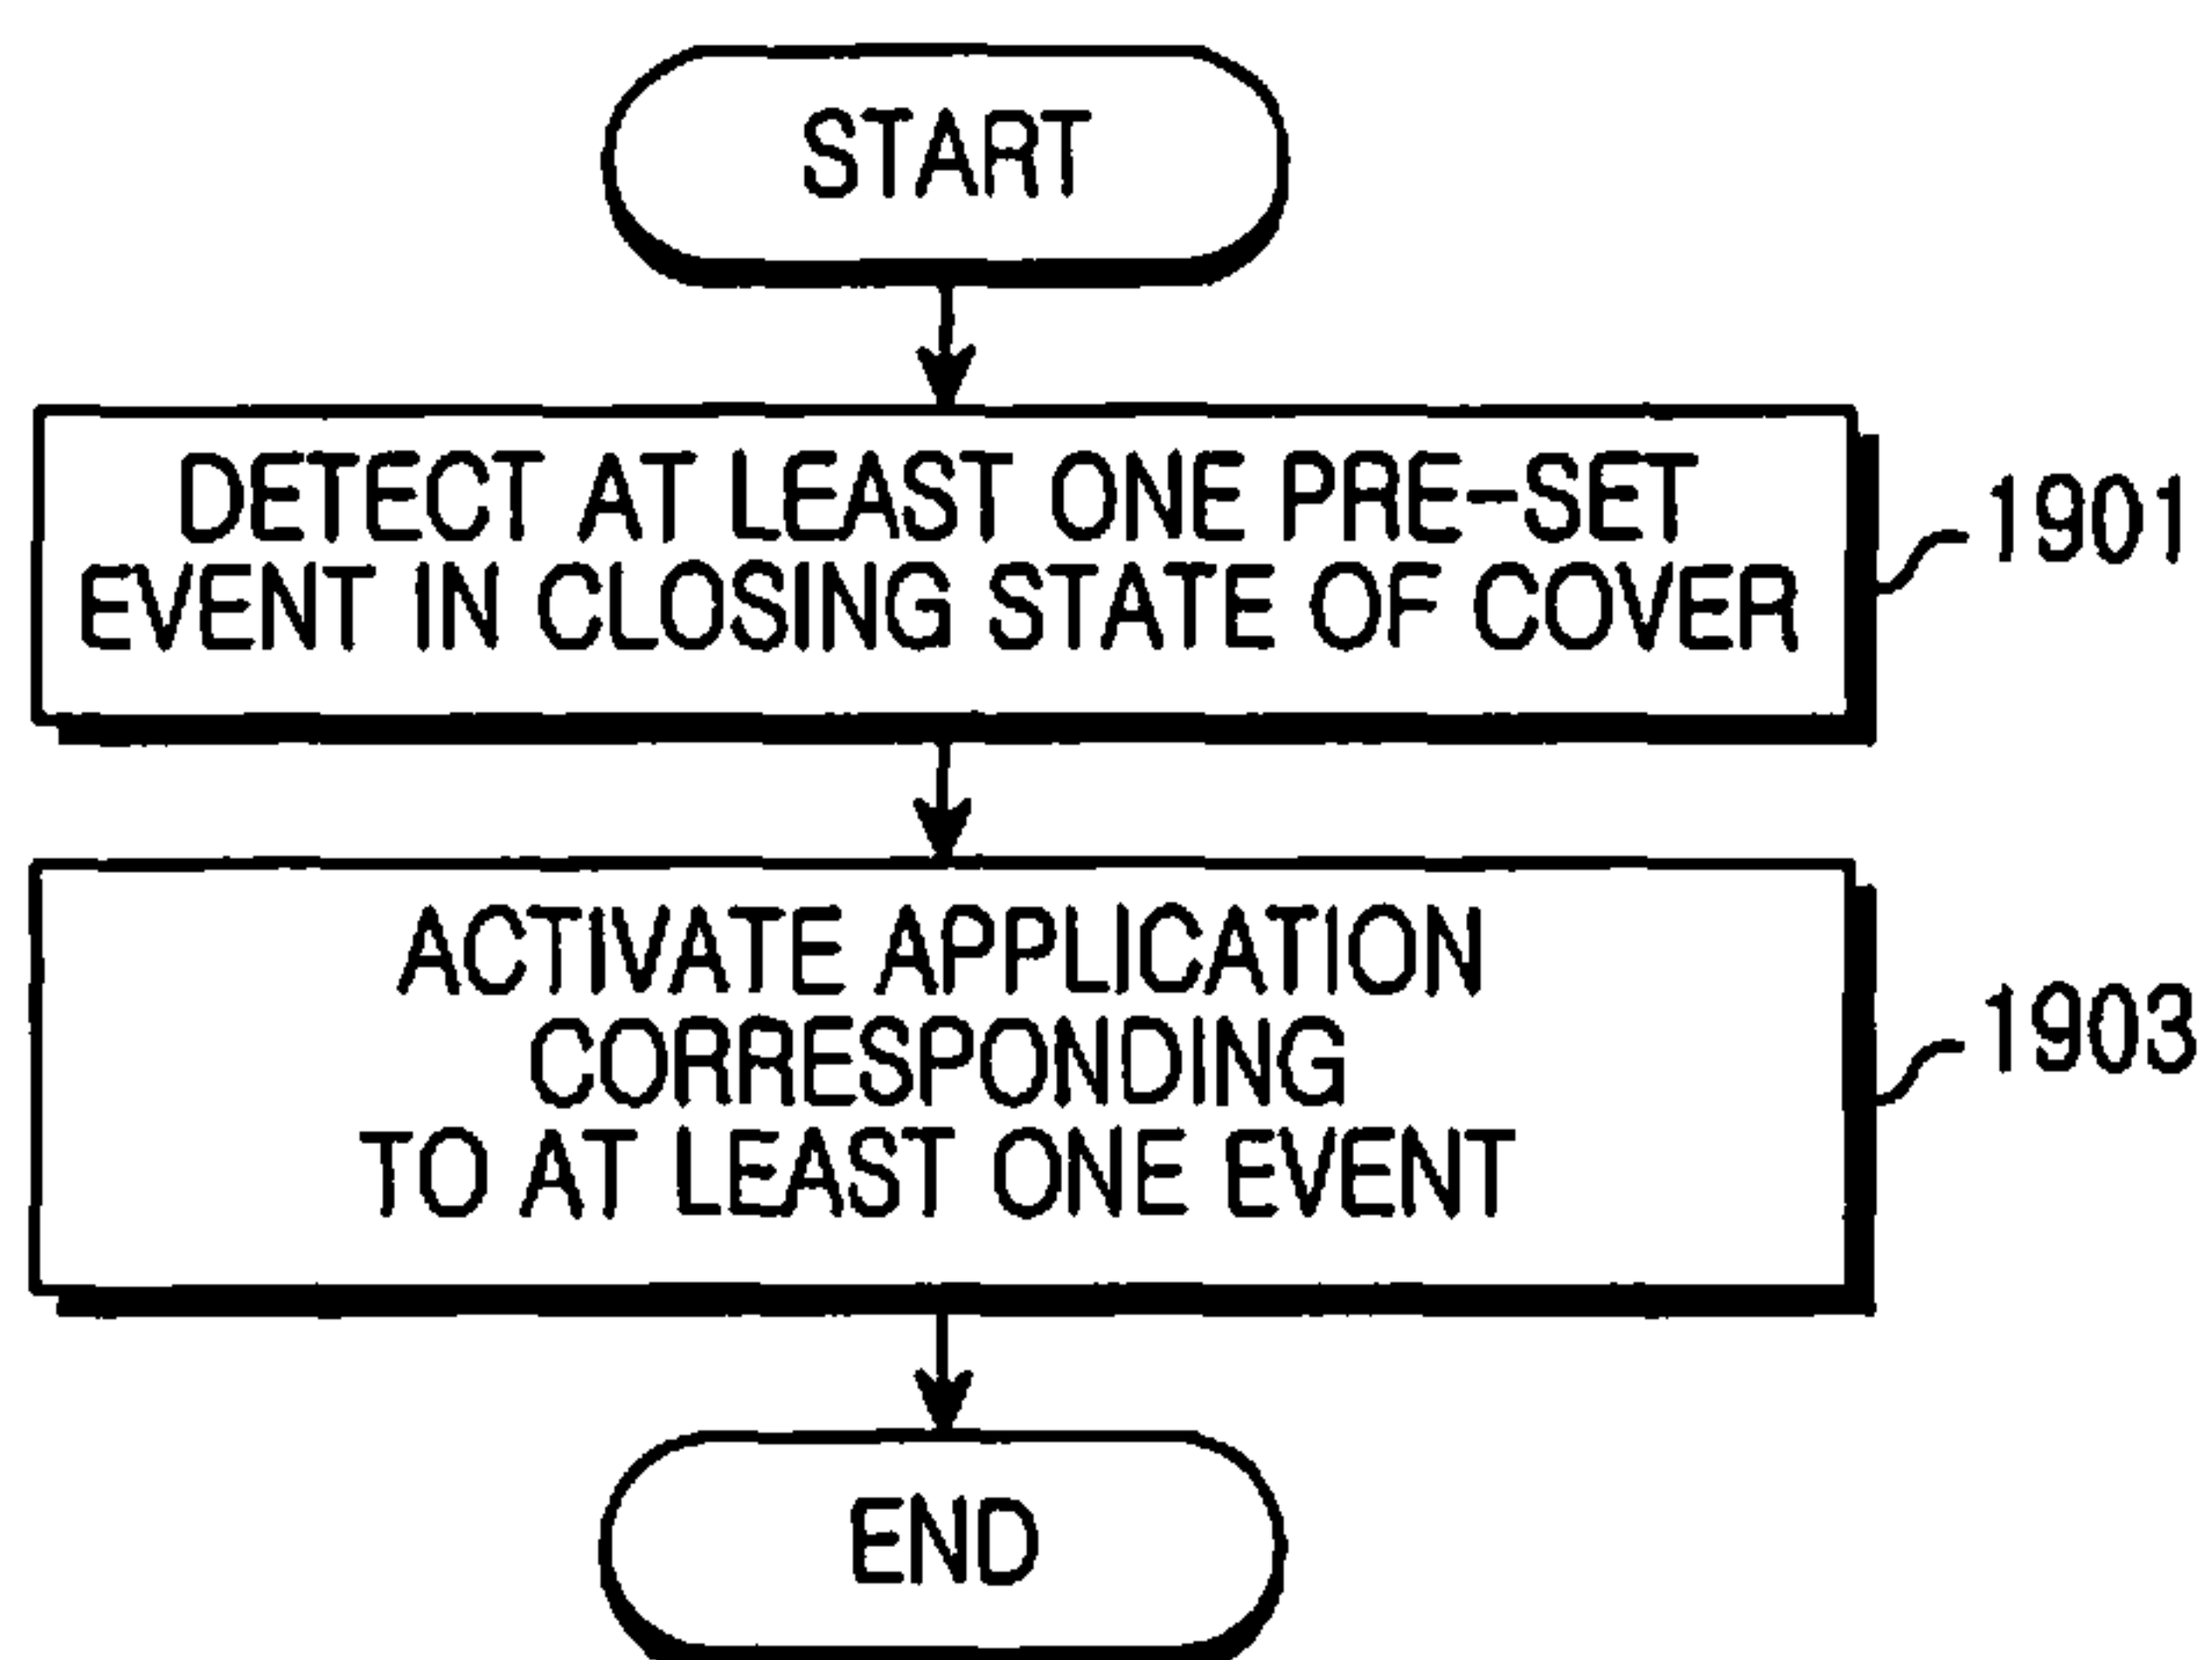 START
DETECT AT LEAST ONE PRE-SET
EVENT IN CLOSING STATE OF COVER
1901
ACTIVATE APPLICATION
CORRESPONDING
TO AT LEAST ONE EVENT
1903
END